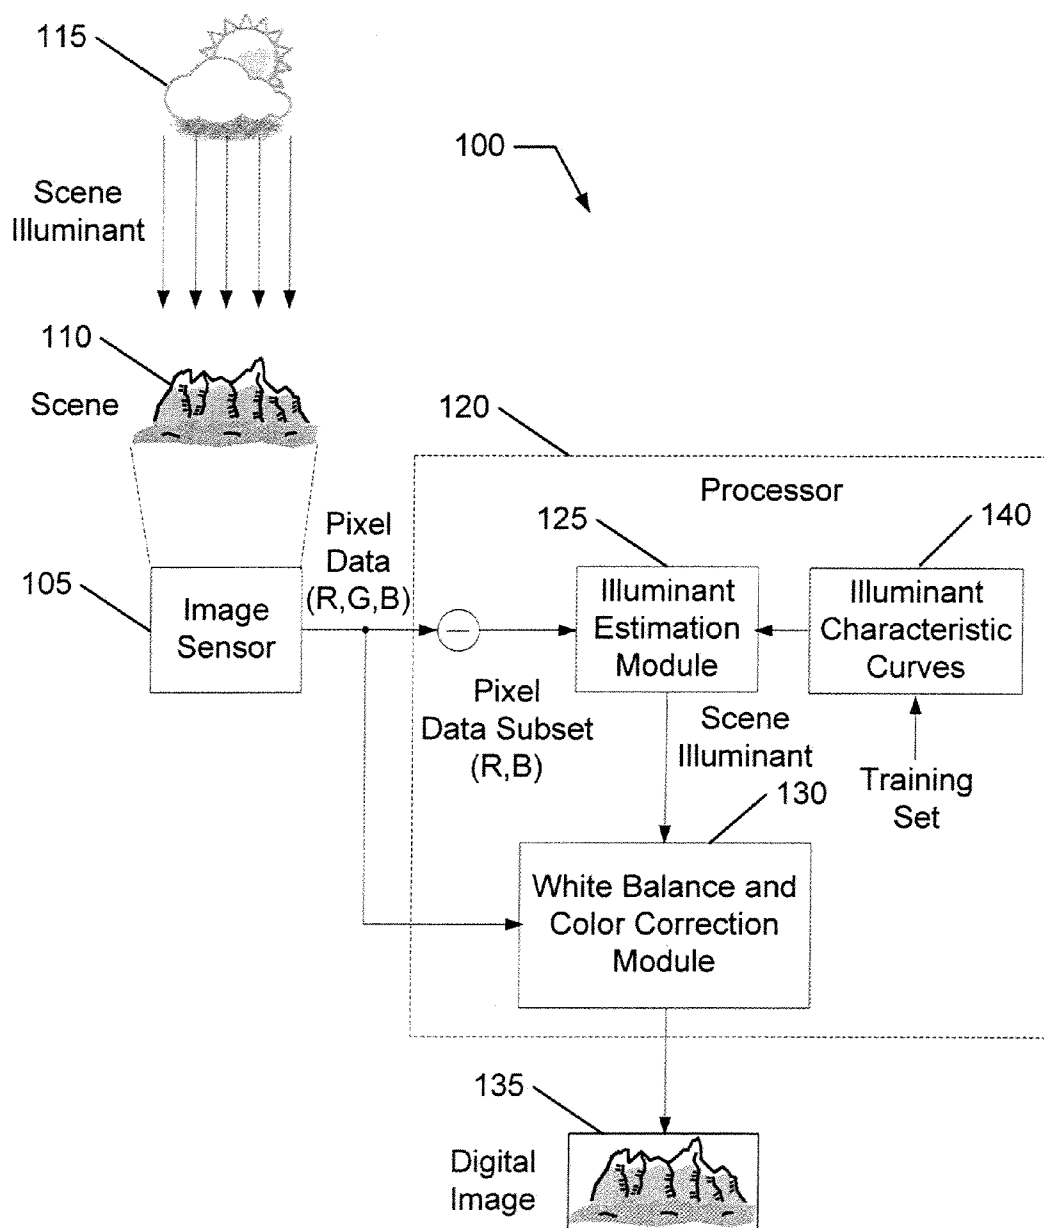 115
100
Scene
Illuminant
110
Scene
120
Processor
125
140
Pixel
Data
(R,G,B)
105
Image
Sensor
Illuminant
Estimation
Module
Illuminant
Characteristic
Curves
Pixel
Data Subset
(R,B)
Scene
Illuminant
130
Training
Set
White Balance and
Color Correction
Module
135
Digital
Image